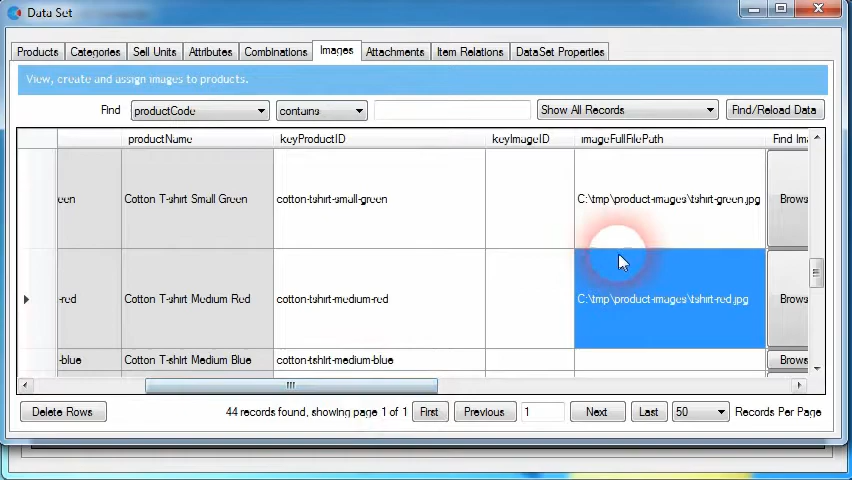 Data Set
Products Categories Sell Units Attributes Combinations Images Attachments Item Relations DataSet Properties
View, create and assign images to products.
Find productCode contains Show All Records Find/Reload Data
productName keyProductID keyImageID imageFullFilePath Find Ima
een Cotton T-shirt Small Green cotton-tshirt-small-green C:\tmp\product-images\tshirt-green.jpg Brows
-red Cotton T-shirt Medium Red cotton-tshirt-medium-red C:\tmp\product-images\tshirt-red.jpg Brows
-blue Cotton T-shirt Medium Blue cotton-tshirt-medium-blue Brows
Delete Rows 44 records found, showing page 1 of 1 First Previous 1 Next Last 50 Records Per Page